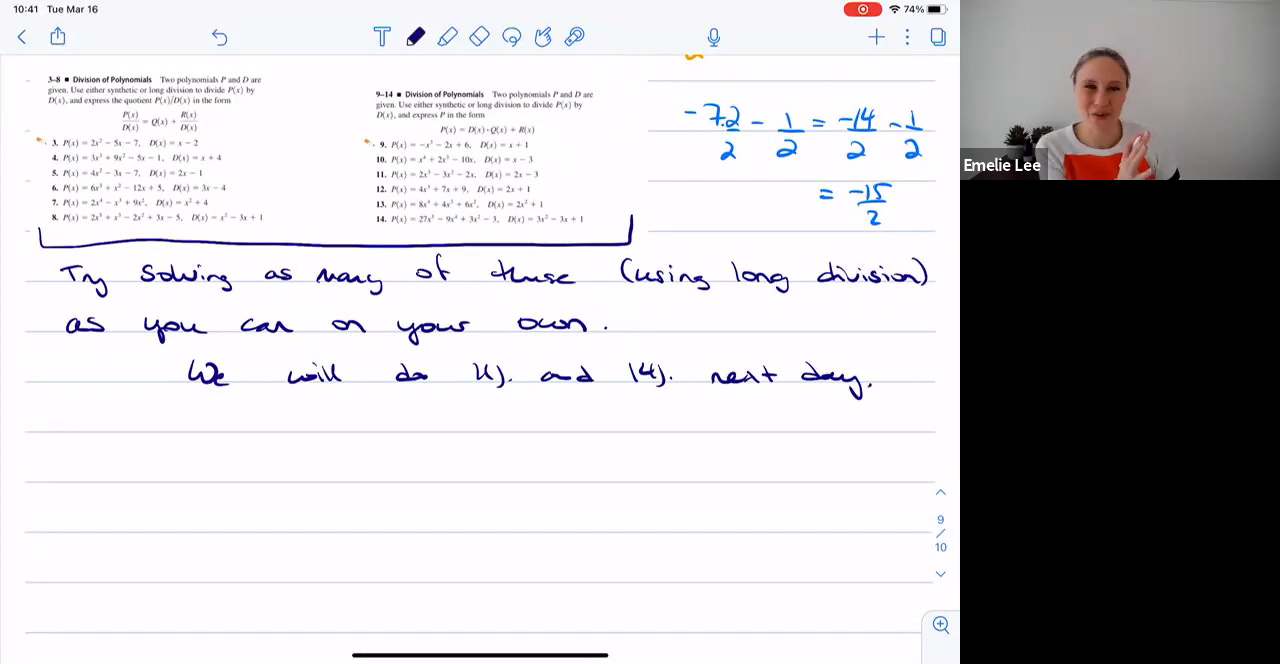 10:41 Tue Mar 16
74%
3–8 ■ Division of Polynomials Two polynomials P and D are
given. Use either synthetic or long division to divide P(x) by
D(x), and express the quotient P(x)/D(x) in the form
P(x)/D(x) = Q(x) + R(x)/D(x)
3. P(x) = 2x² − 5x − 7, D(x) = x − 2
4. P(x) = 3x³ + 9x² − 5x − 1, D(x) = x + 4
5. P(x) = 4x² − 3x − 7, D(x) = 2x − 1
6. P(x) = 6x³ + x² − 12x + 5, D(x) = 3x − 4
7. P(x) = 2x⁴ − x³ + 9x², D(x) = x² + 4
8. P(x) = 2x⁵ + x³ − 2x² + 3x − 5, D(x) = x² − 3x + 1
9–14 ■ Division of Polynomials Two polynomials P and D are
given. Use either synthetic or long division to divide P(x) by
D(x), and express P in the form
P(x) = D(x) · Q(x) + R(x)
9. P(x) = −x³ − 2x + 6, D(x) = x + 1
10. P(x) = x⁴ + 2x³ − 10x, D(x) = x − 3
11. P(x) = 2x³ − 3x² − 2x, D(x) = 2x − 3
12. P(x) = 4x³ + 7x + 9, D(x) = 2x + 1
13. P(x) = 8x⁴ + 4x³ + 6x², D(x) = 2x² + 1
14. P(x) = 27x⁵ − 9x⁴ + 3x² − 3, D(x) = 3x² − 3x + 1
-7·2/2 - 1/2 = -14/2 - 1/2
= -15/2
Try solving as many of these (using long division)
as you can on your own.
We will do and 14). next day.
9
/
10
Emelie Lee